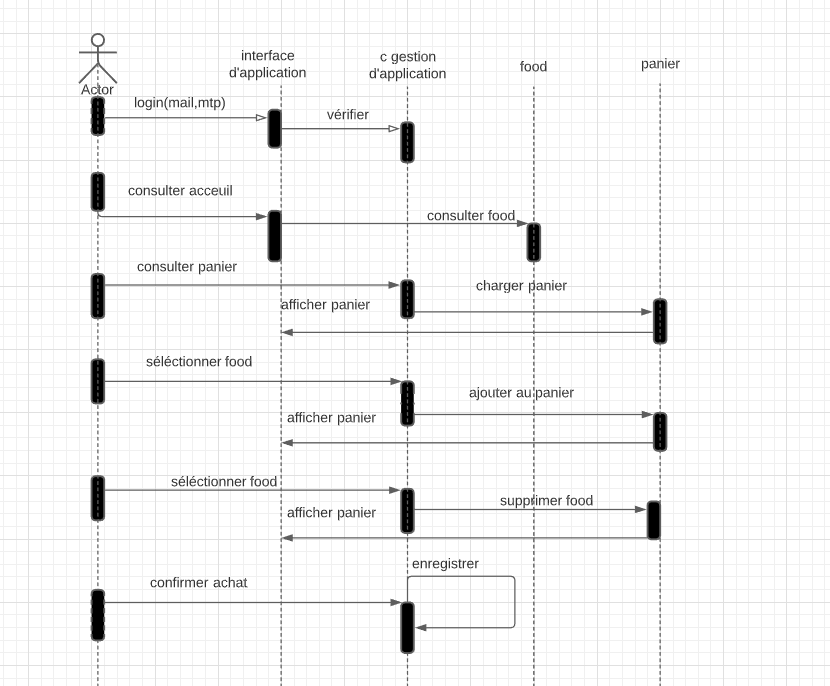 Actor
interface
d'application
c gestion
d'application
food
panier
login(mail,mtp)
vérifier
consulter acceuil
consulter food
consulter panier
charger panier
afficher panier
séléctionner food
ajouter au panier
afficher panier
séléctionner food
supprimer food
afficher panier
enregistrer
confirmer achat